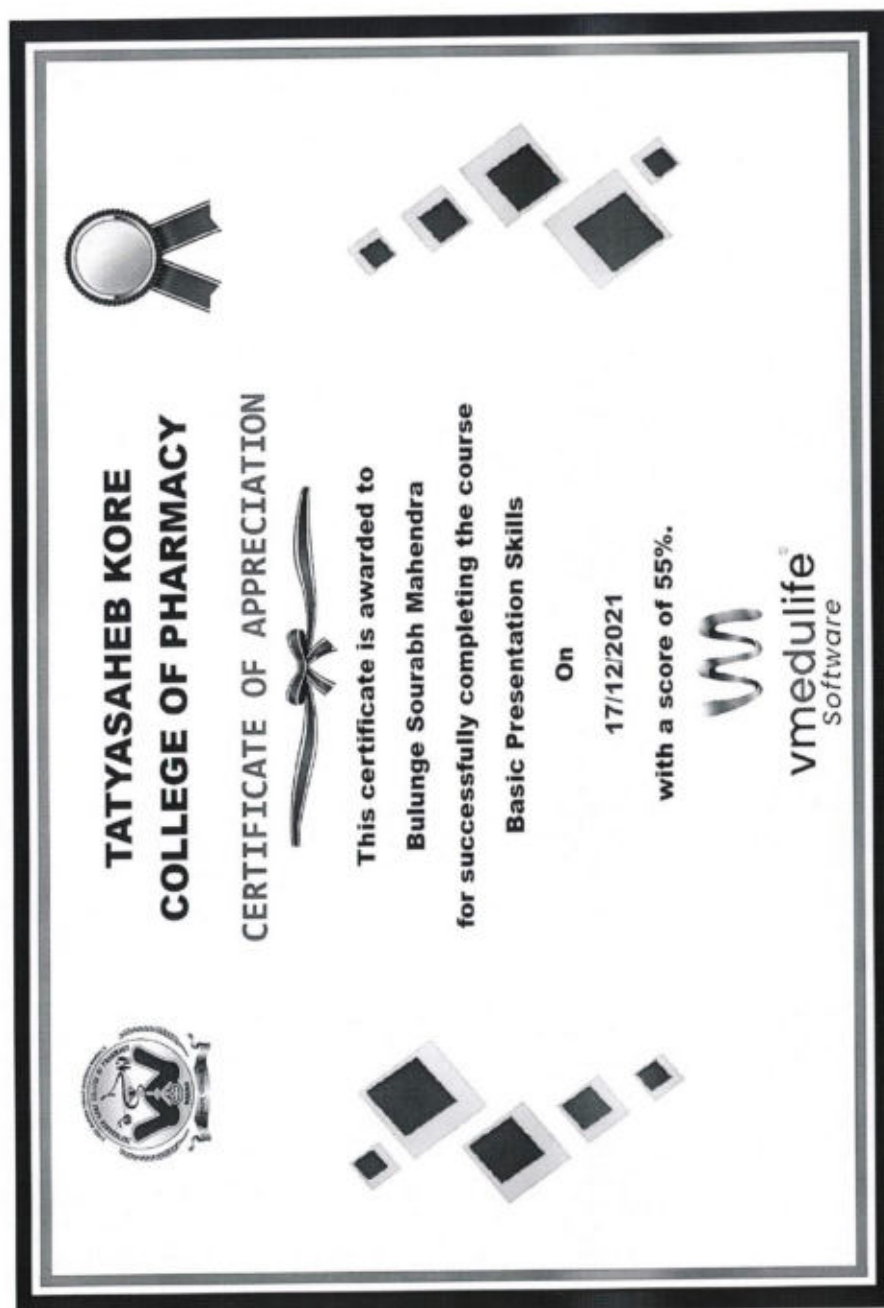 TATYASAHEB KORE
COLLEGE OF PHARMACY
CERTIFICATE OF APPRECIATION
This certificate is awarded to
Bulunge Sourabh Mahendra
for successfully completing the course
Basic Presentation Skills
On
17/12/2021
with a score of 55%.
vmedulife
Software